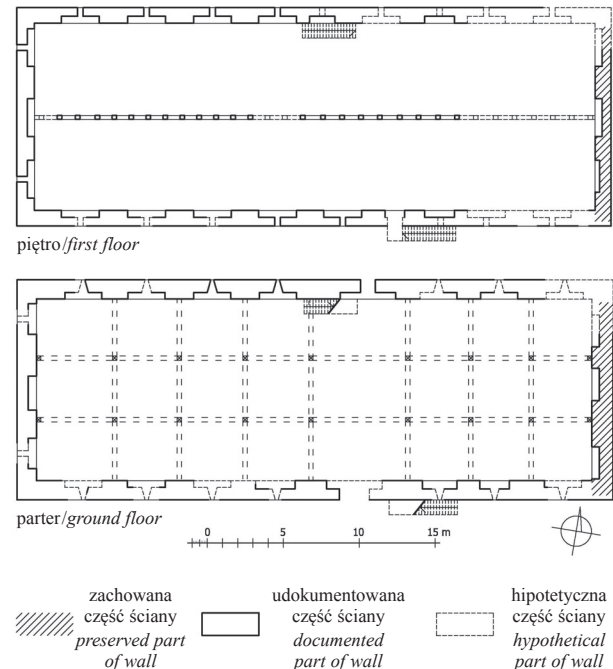 piętro/first floor
parter/ground floor
0 5 10 15 m
zachowana część ściany
preserved part of wall
udokumentowana część ściany
documented part of wall
hipotetyczna część ściany
hypothetical part of wall